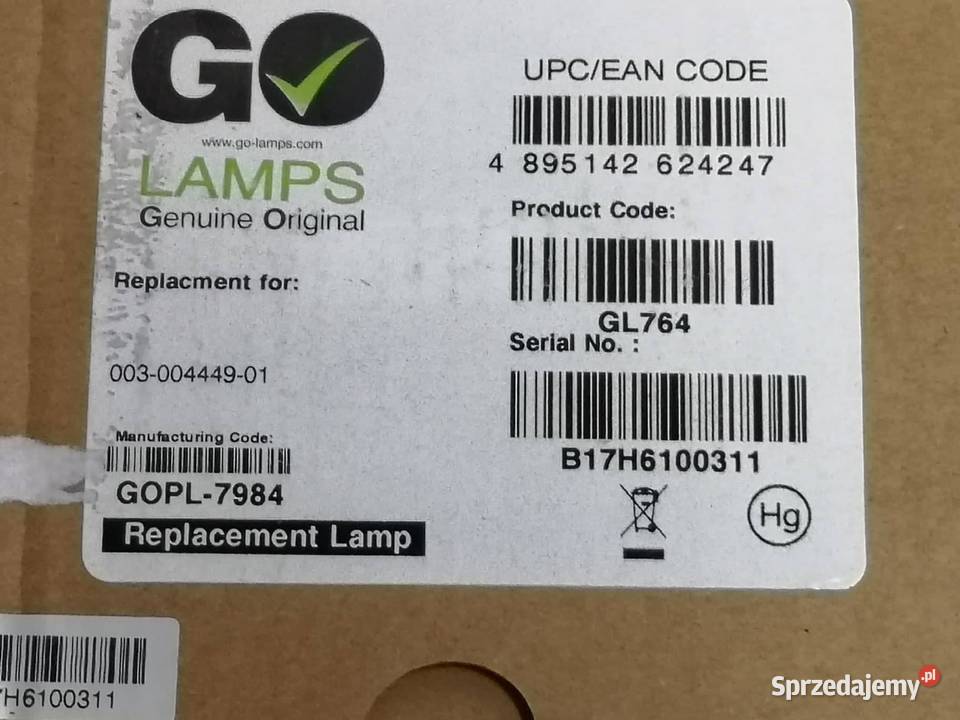 GO
www.go-lamps.com
LAMPS
Genuine Original
Replacment for:
003-004449-01
Manufacturing Code:
GOPL-7984
Replacement Lamp
UPC/EAN CODE
4 895142 624247
Product Code:
GL764
Serial No. :
B17H6100311
Hg
7H6100311
Sprzedajemy.pl